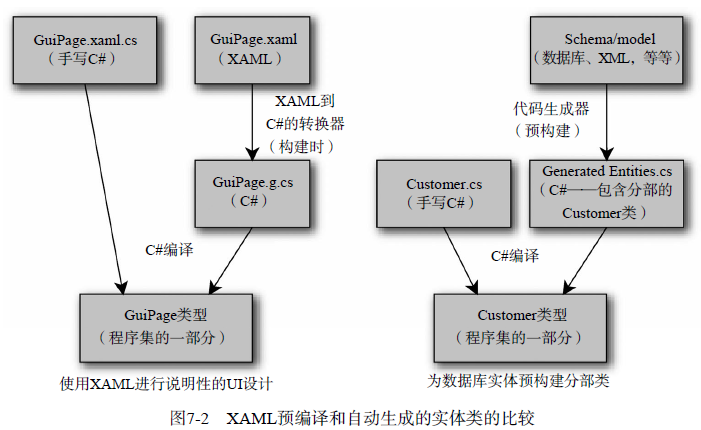 GuiPage.xaml.cs
（手写C#）
GuiPage.xaml
（XAML）
XAML到
C#的转换器
（构建时）
GuiPage.g.cs
（C#）
C#编译
GuiPage类型
（程序集的一部分）
使用XAML进行说明性的UI设计
Schema/model
（数据库、XML，等等）
代码生成器
（预构建）
Customer.cs
（手写C#）
Generated Entities.cs
（C#——包含分部的
Customer类）
C#编译
Customer类型
（程序集的一部分）
为数据库实体预构建分部类
图7-2　XAML预编译和自动生成的实体类的比较